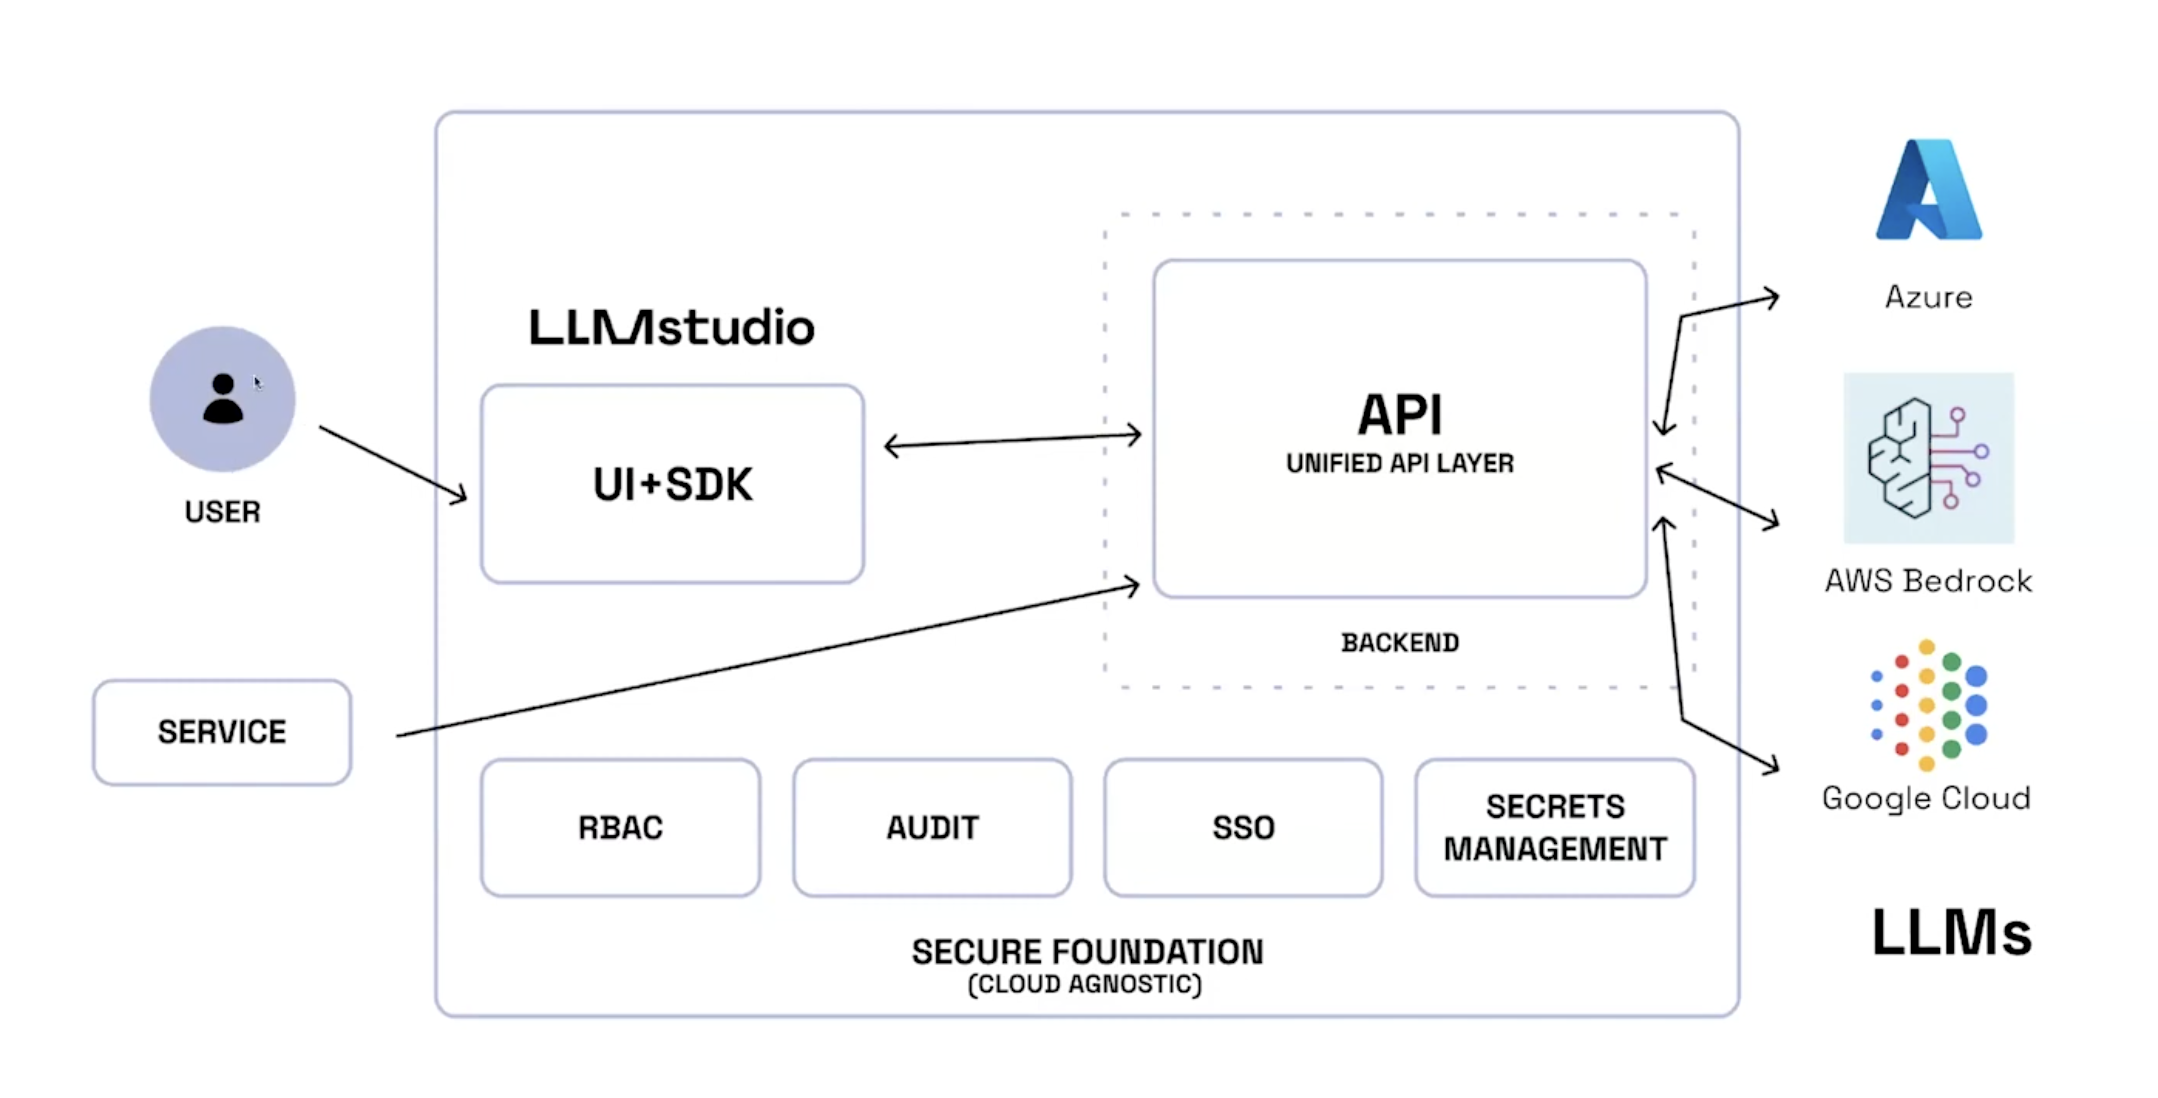 LLMstudio
UI+SDK
USER
SERVICE
API
UNIFIED API LAYER
BACKEND
RBAC
AUDIT
SSO
SECRETS
MANAGEMENT
SECURE FOUNDATION
(CLOUD AGNOSTIC)
Azure
AWS Bedrock
Google Cloud
LLMs